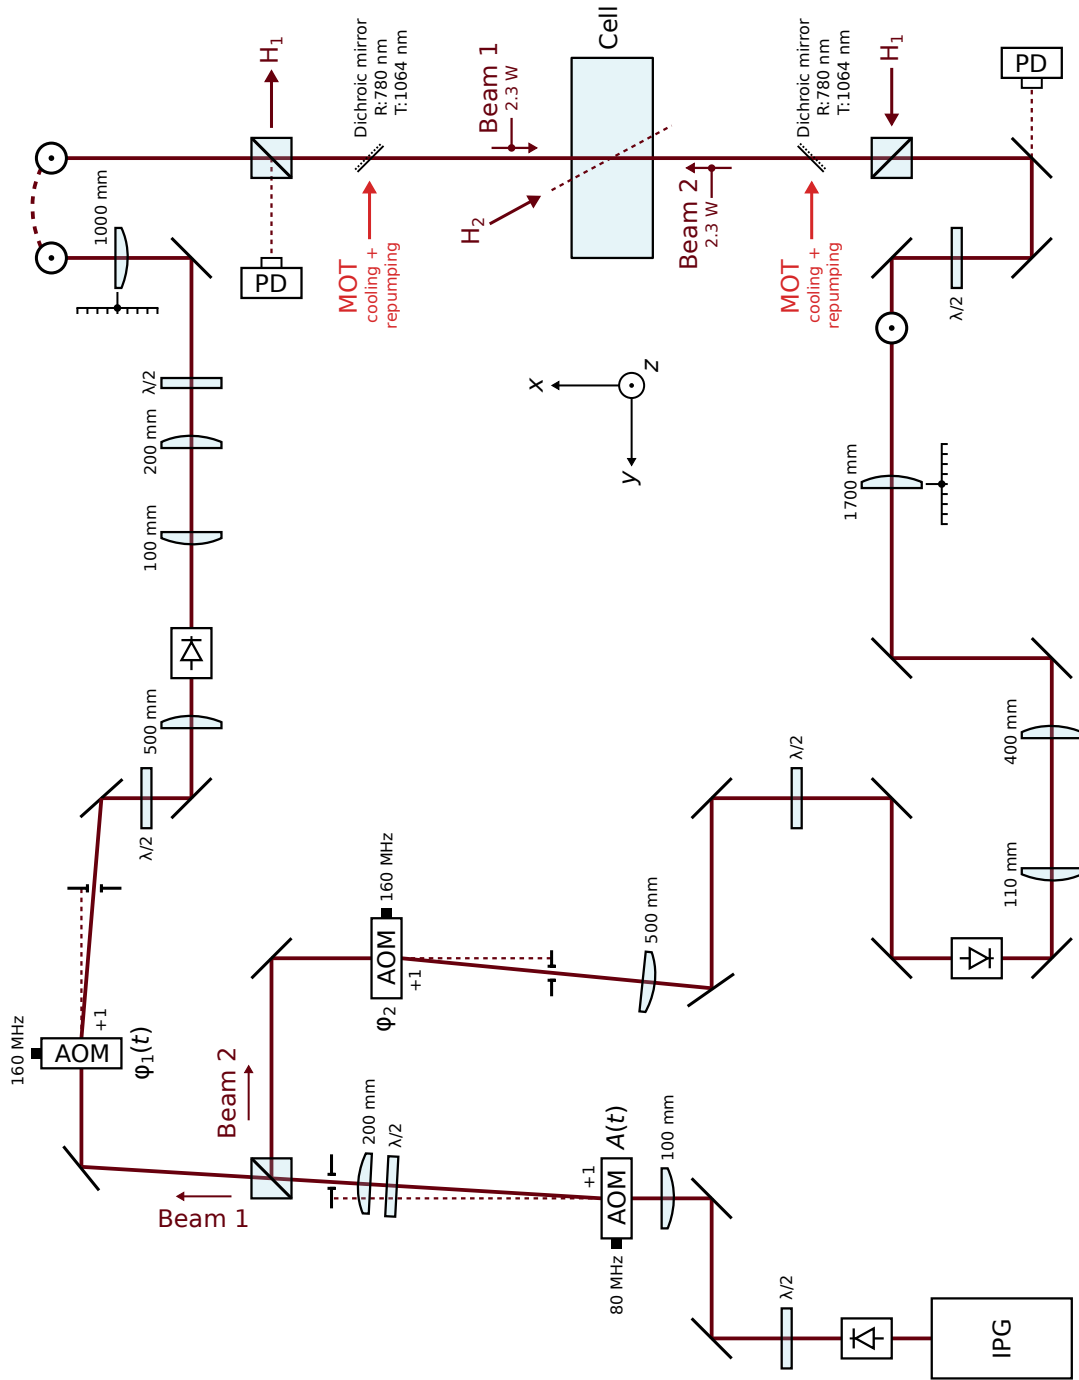 H₁
Dichroic mirror
R:780 nm
T:1064 nm
Beam 1
2.3 W
Cell
Dichroic mirror
R:780 nm
T:1064 nm
H₁
PD
1000 mm
PD
MOT
cooling +
repumping
H₂
Beam 2
2.3 W
MOT
cooling +
repumping
λ/2
λ/2
200 mm
100 mm
x
z
y
1700 mm
500 mm
λ/2
160 MHz
AOM
+1
φ₁(t)
160 MHz
AOM
+1
φ₂
500 mm
λ/2
400 mm
110 mm
Beam 2
Beam 1
200 mm
λ/2
A(t)
+1
AOM
80 MHz
100 mm
λ/2
IPG